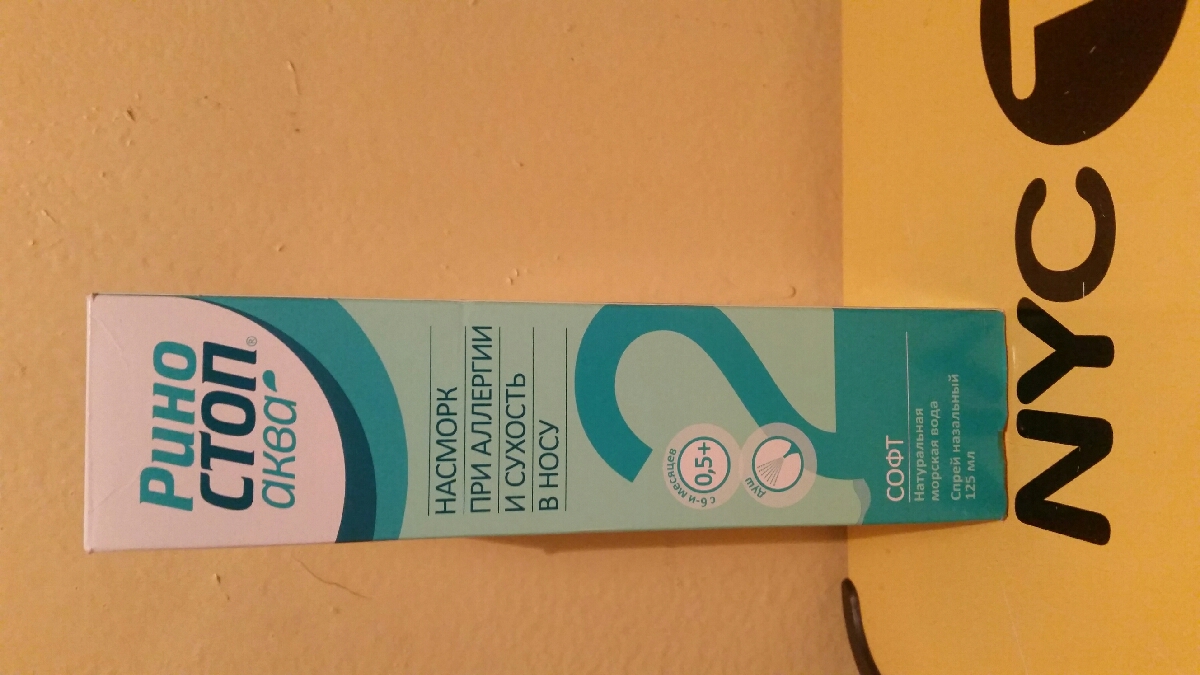 Рино
СТОП®
аква
НАСМОРК
ПРИ АЛЛЕРГИИ
И СУХОСТЬ
В НОСУ
с 6-и месяцев
0,5+
душ
СОФТ
Натуральная
морская вода
Спрей назальный
125 мл
NYC